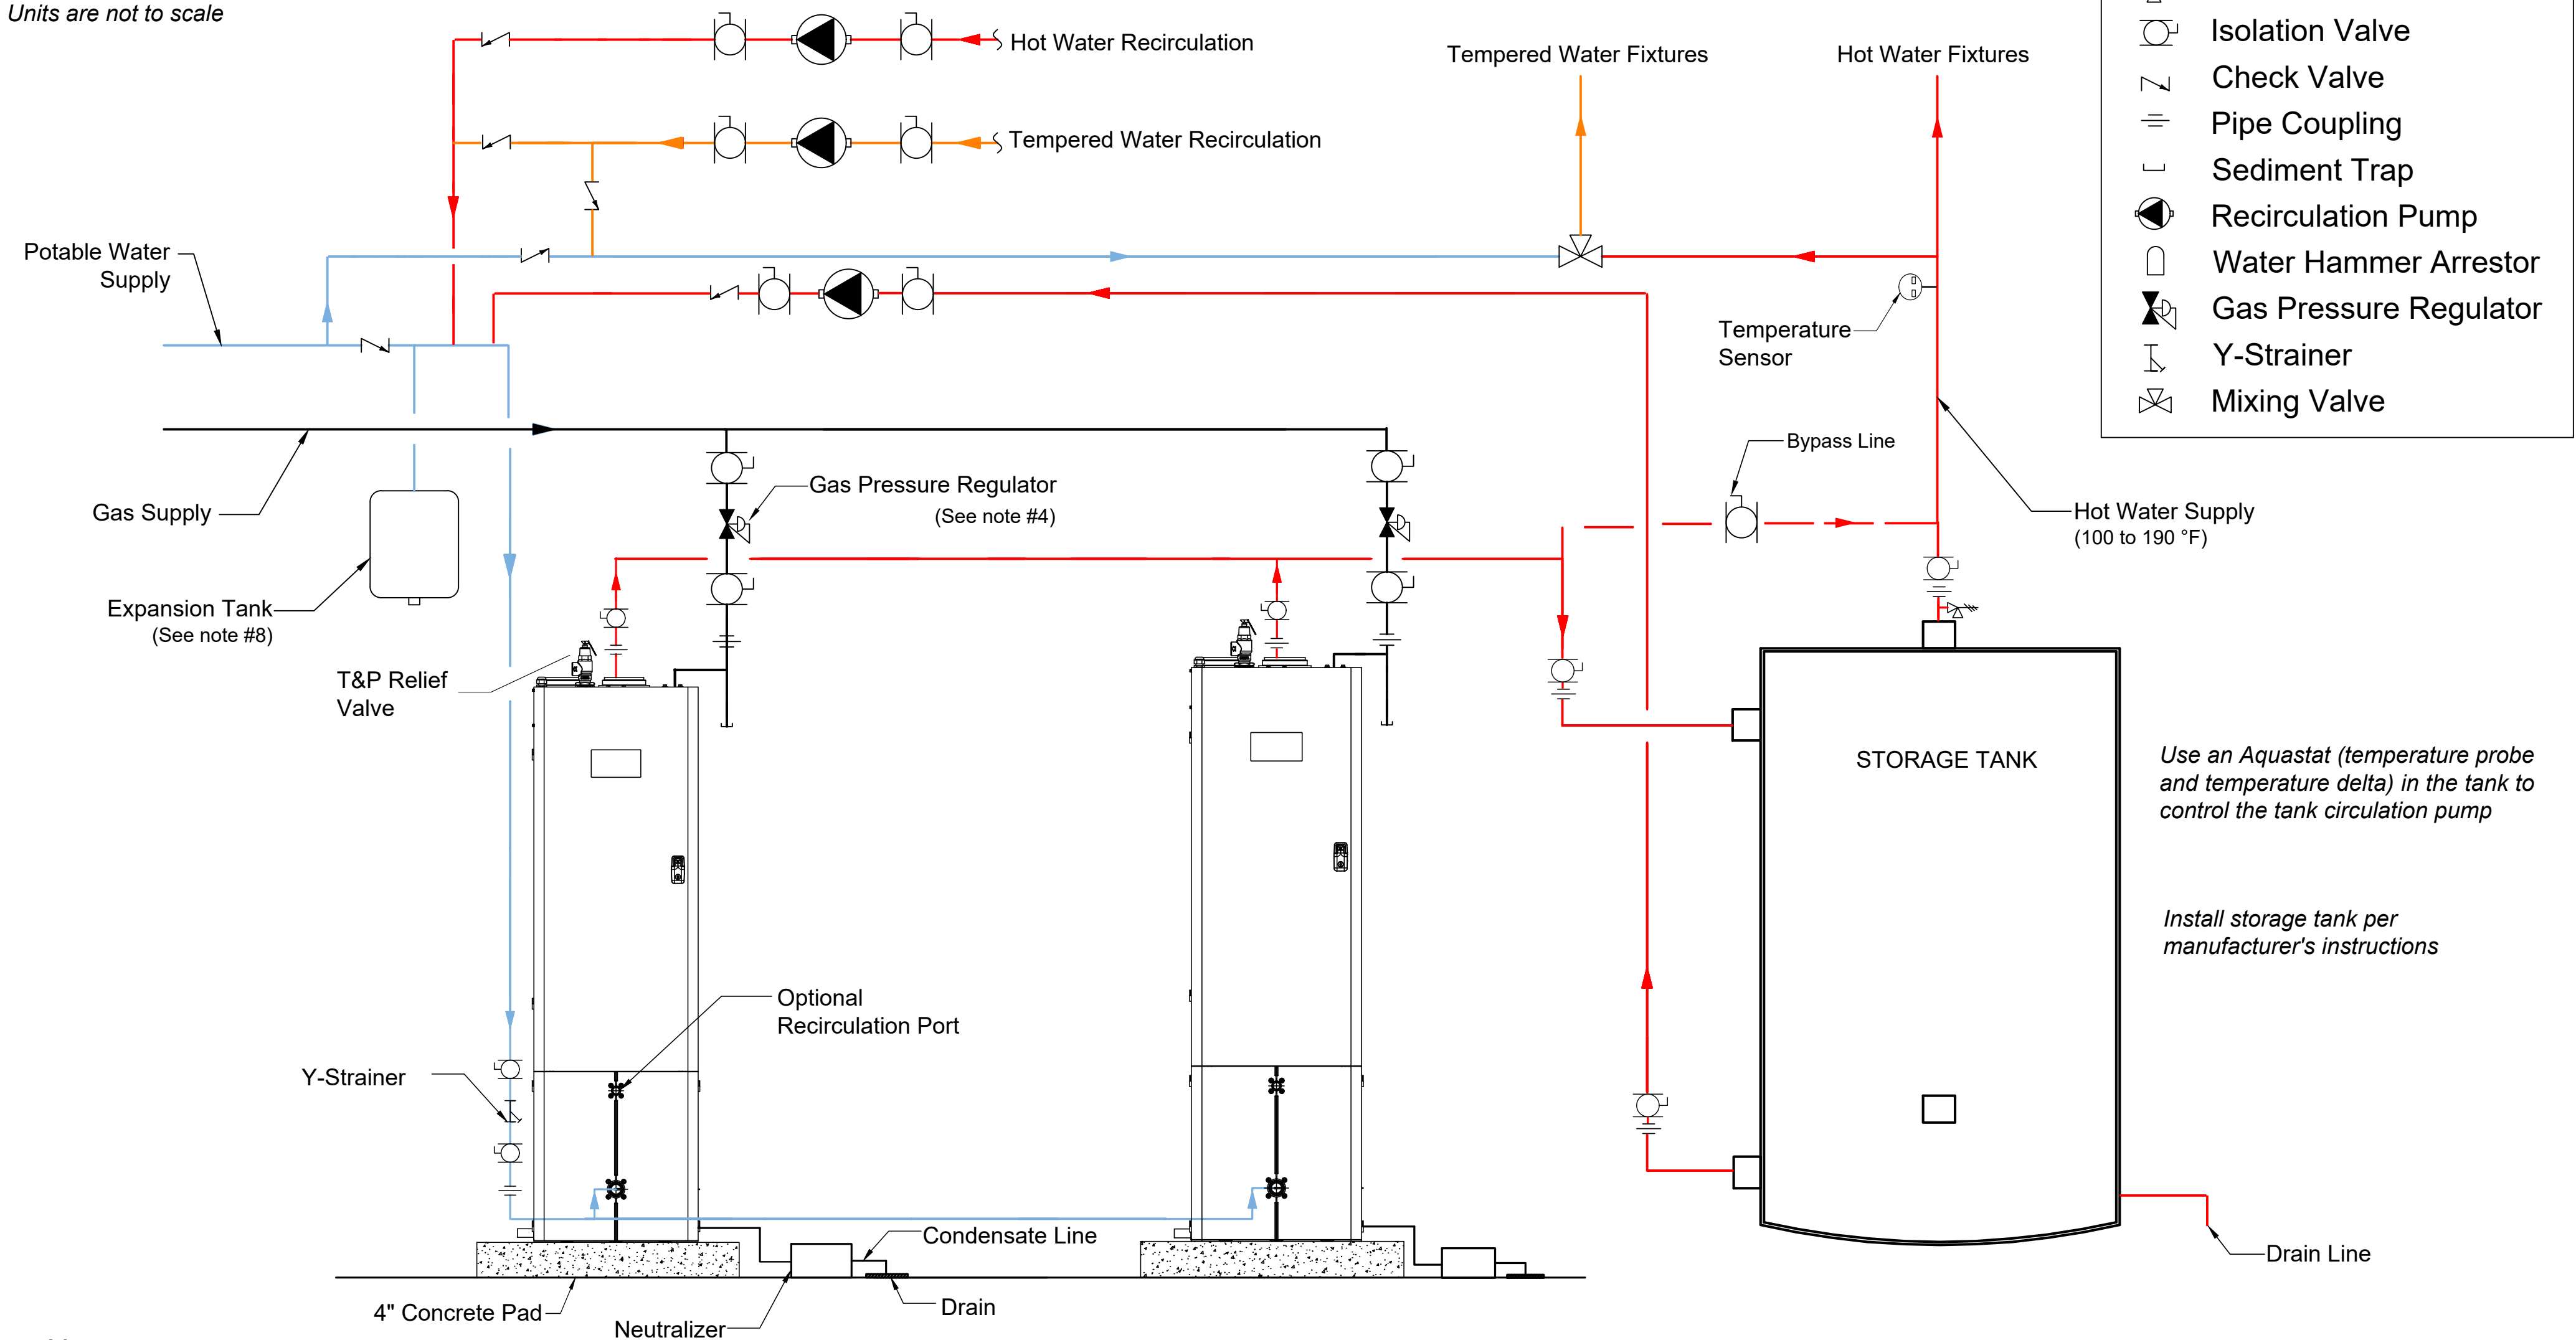 Units are not to scale
Hot Water Recirculation
Tempered Water Recirculation
Tempered Water Fixtures
Hot Water Fixtures
Isolation Valve
Check Valve
Pipe Coupling
Sediment Trap
Recirculation Pump
Water Hammer Arrestor
Gas Pressure Regulator
Y-Strainer
Mixing Valve
Potable Water
Supply
Temperature
Sensor
Bypass Line
Gas Supply
Gas Pressure Regulator
(See note #4)
Hot Water Supply
(100 to 190 °F)
Expansion Tank
(See note #8)
T&P Relief
Valve
STORAGE TANK
Use an Aquastat (temperature probe
and temperature delta) in the tank to
control the tank circulation pump
Install storage tank per
manufacturer's instructions
Optional
Recirculation Port
Y-Strainer
Condensate Line
Drain Line
4" Concrete Pad
Drain
Neutralizer